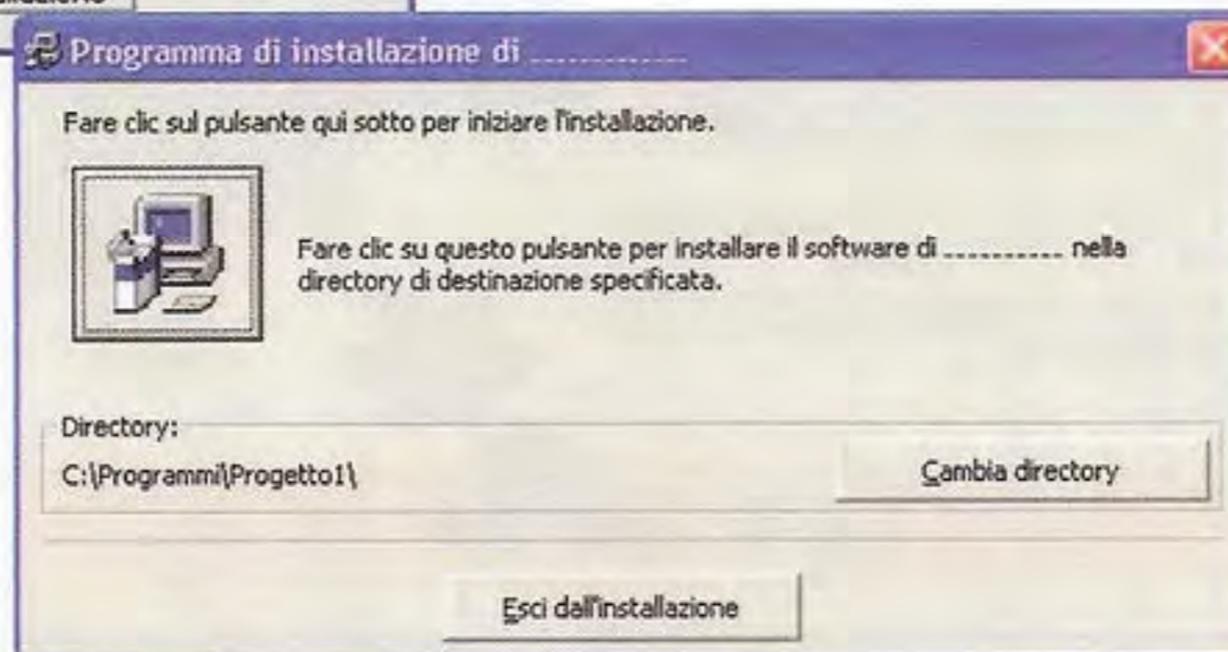 Programma di installazione di .............
Fare clic sul pulsante qui sotto per iniziare l'installazione.
Fare clic su questo pulsante per installare il software di .......... nella
directory di destinazione specificata.
Directory:
C:\Programmi\Progetto1\
Cambia directory
Esci dall'installazione